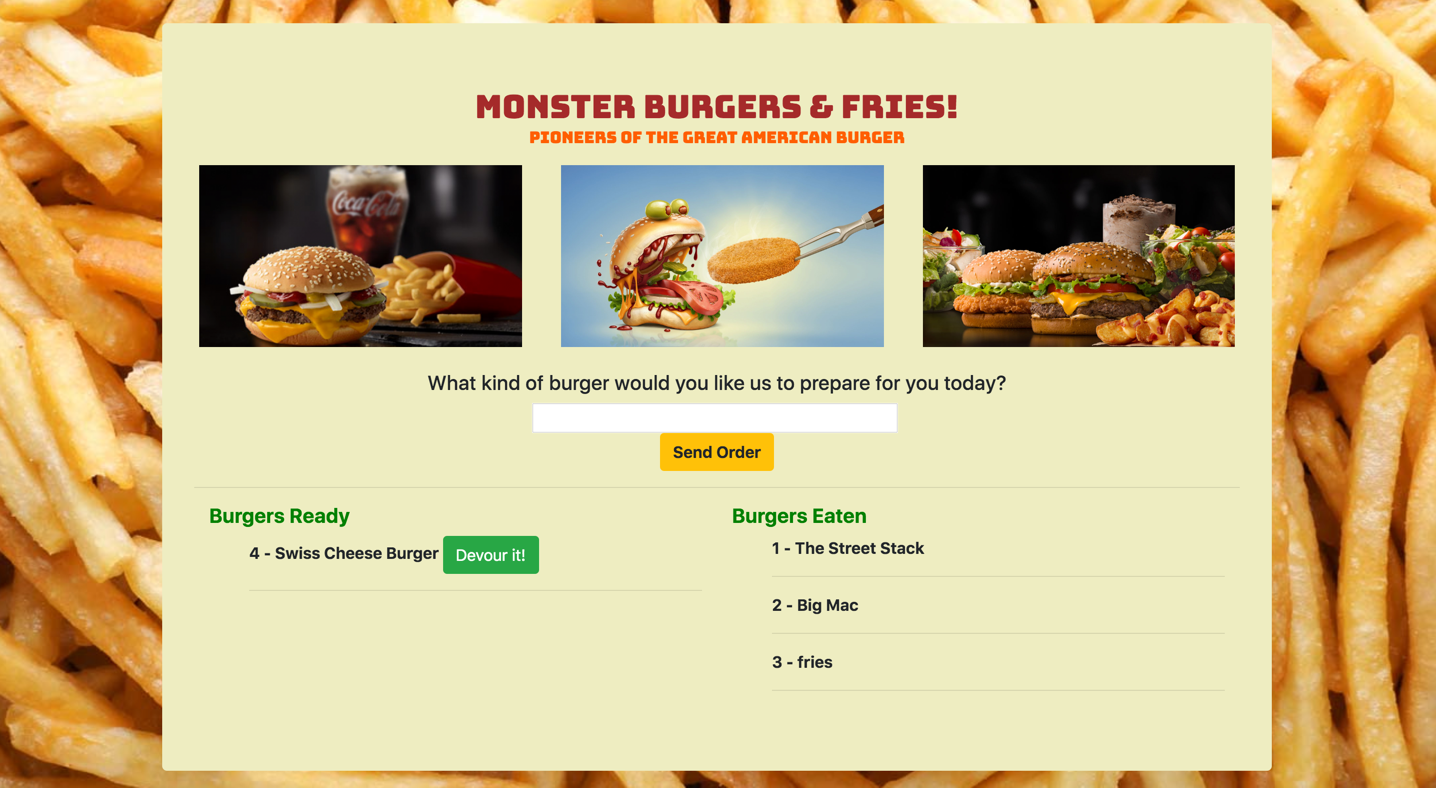 MONSTER BURGERS & FRIES!
PIONEERS OF THE GREAT AMERICAN BURGER
Coca-Cola
What kind of burger would you like us to prepare for you today?
Send Order
Burgers Ready
4 - Swiss Cheese Burger Devour it!
Burgers Eaten
1 - The Street Stack
2 - Big Mac
3 - fries